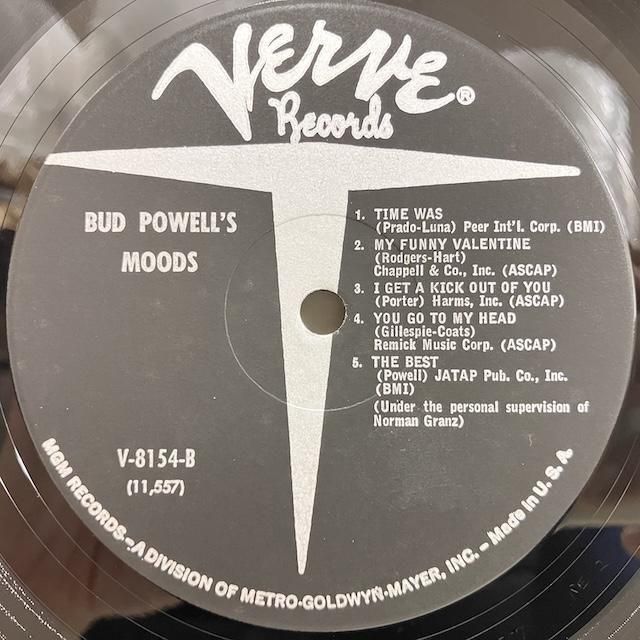 VERVE®
Records
BUD POWELL'S
MOODS
1. TIME WAS
(Prado-Luna) Peer Int'l. Corp. (BMI)
2. MY FUNNY VALENTINE
(Rodgers-Hart)
Chappell & Co., Inc. (ASCAP)
3. I GET A KICK OUT OF YOU
(Porter) Harms, Inc. (ASCAP)
4. YOU GO TO MY HEAD
(Gillespie-Coats)
Remick Music Corp. (ASCAP)
5. THE BEST
(Powell) JATAP Pub. Co., Inc.
(BMI)
(Under the personal supervision of
Norman Granz)
V-8154-B
(11,557)
MGM RECORDS—A DIVISION OF METRO-GOLDWYN-MAYER, INC. — Made in U. S. A.